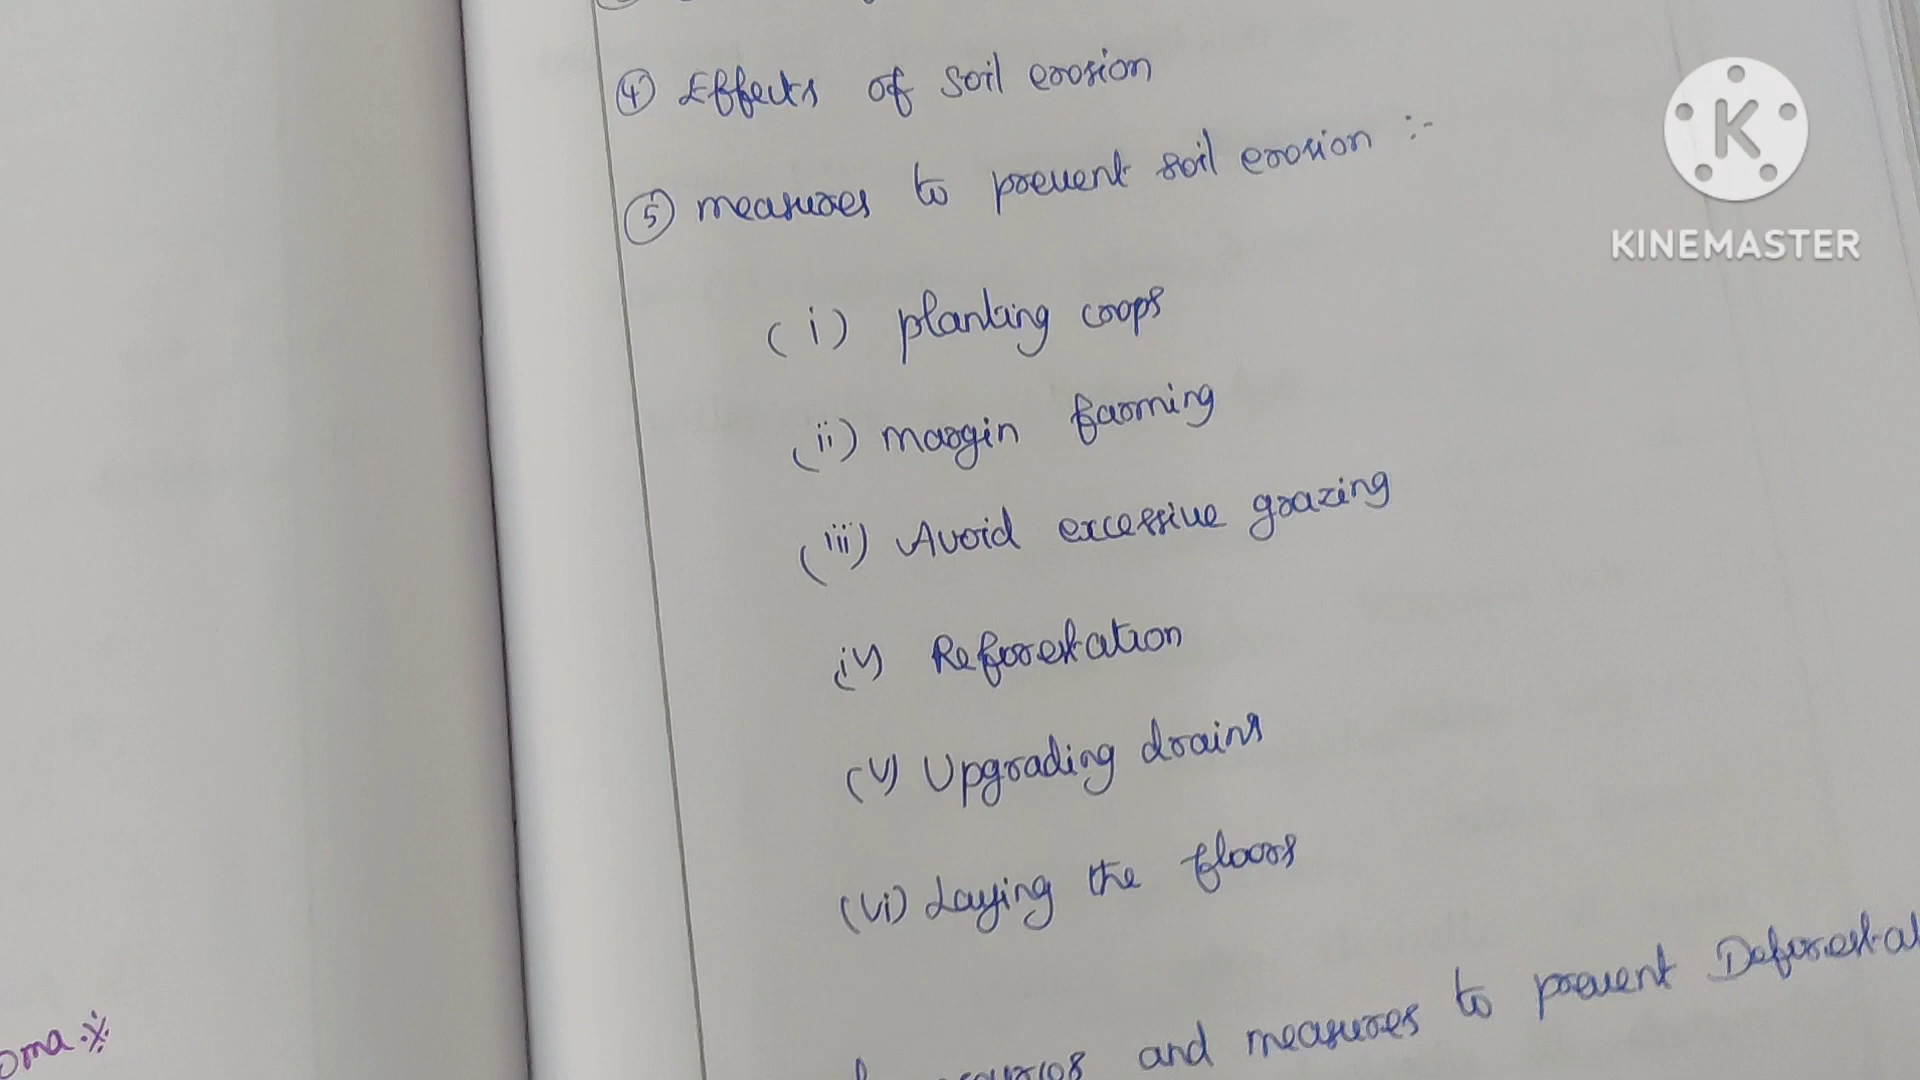 ④ Effects of soil erosion
⑤ measures to prevent soil erosion :-
(i) planting crops
(ii) margin farming
(iii) Avoid excessive grazing
(iv) Reforestation
(v) Upgrading drains
(vi) Laying the floors
and measures to prevent
KINEMASTER